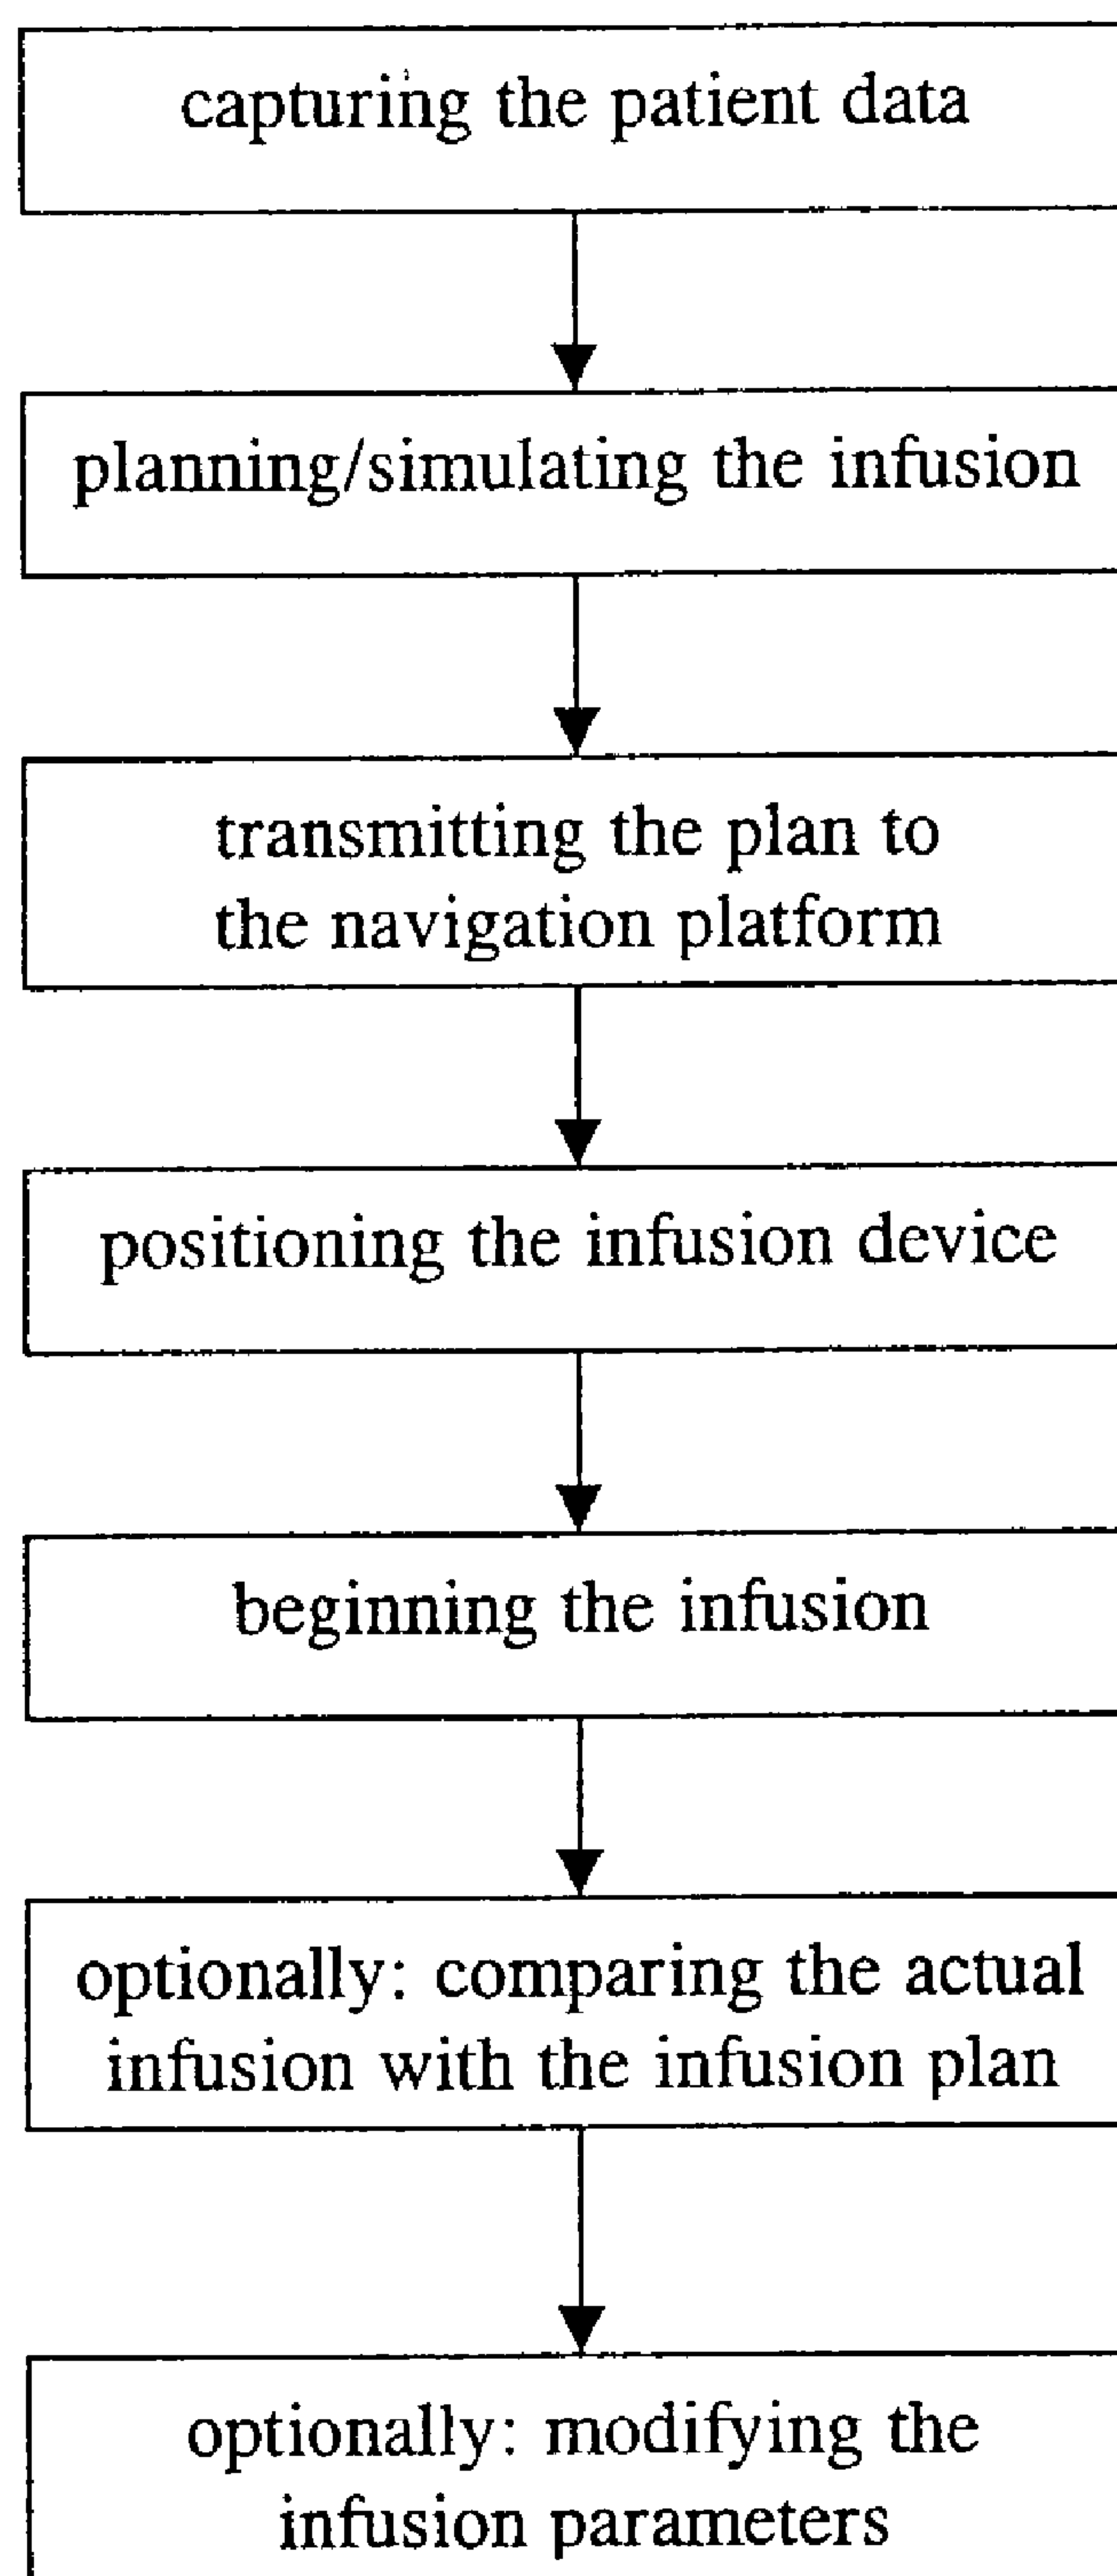 capturing the patient data
planning/simulating the infusion
transmitting the plan to
the navigation platform
positioning the infusion device
beginning the infusion
optionally: comparing the actual
infusion with the infusion plan
optionally: modifying the
infusion parameters